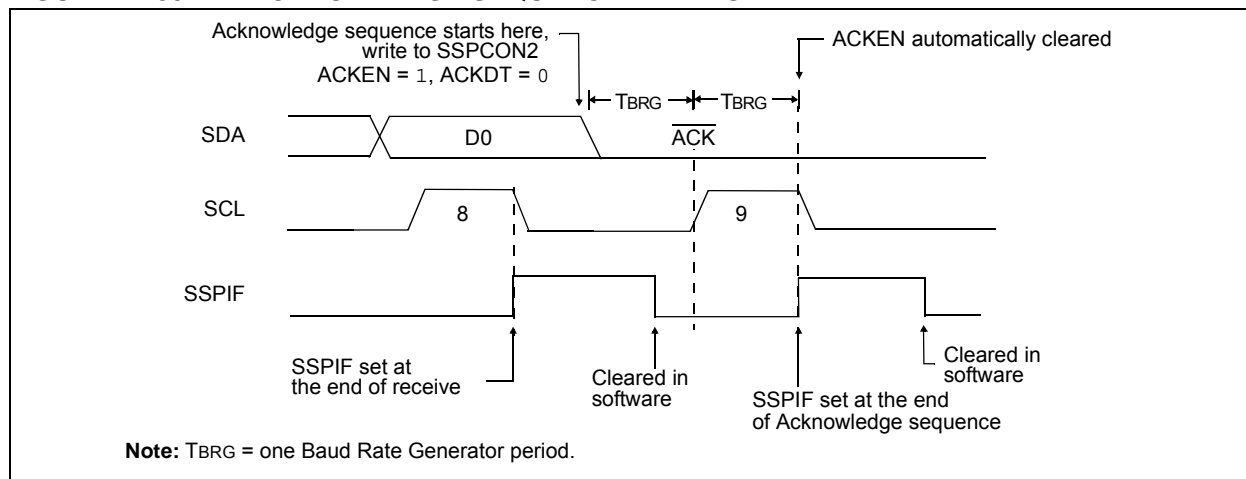 Acknowledge sequence starts here,
write to SSPCON2
ACKEN = 1, ACKDT = 0
ACKEN automatically cleared
TBRG
TBRG
SDA
D0
ACK
SCL
8
9
SSPIF
SSPIF set at
the end of receive
Cleared in
software
SSPIF set at the end
of Acknowledge sequence
Cleared in
software
Note: TBRG = one Baud Rate Generator period.